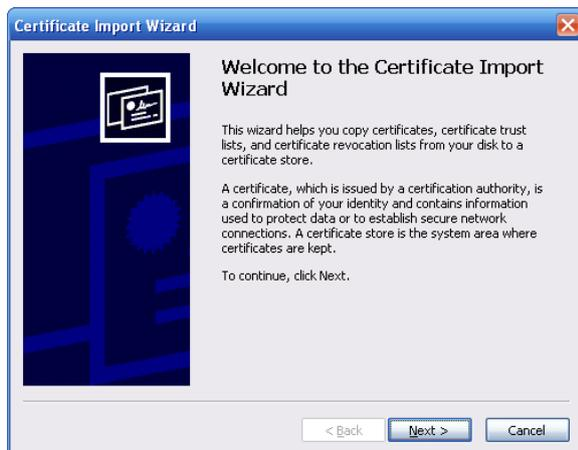 Certificate Import Wizard
Welcome to the Certificate Import
Wizard
This wizard helps you copy certificates, certificate trust
lists, and certificate revocation lists from your disk to a
certificate store.
A certificate, which is issued by a certification authority, is
a confirmation of your identity and contains information
used to protect data or to establish secure network
connections. A certificate store is the system area where
certificates are kept.
To continue, click Next.
< Back
Next >
Cancel